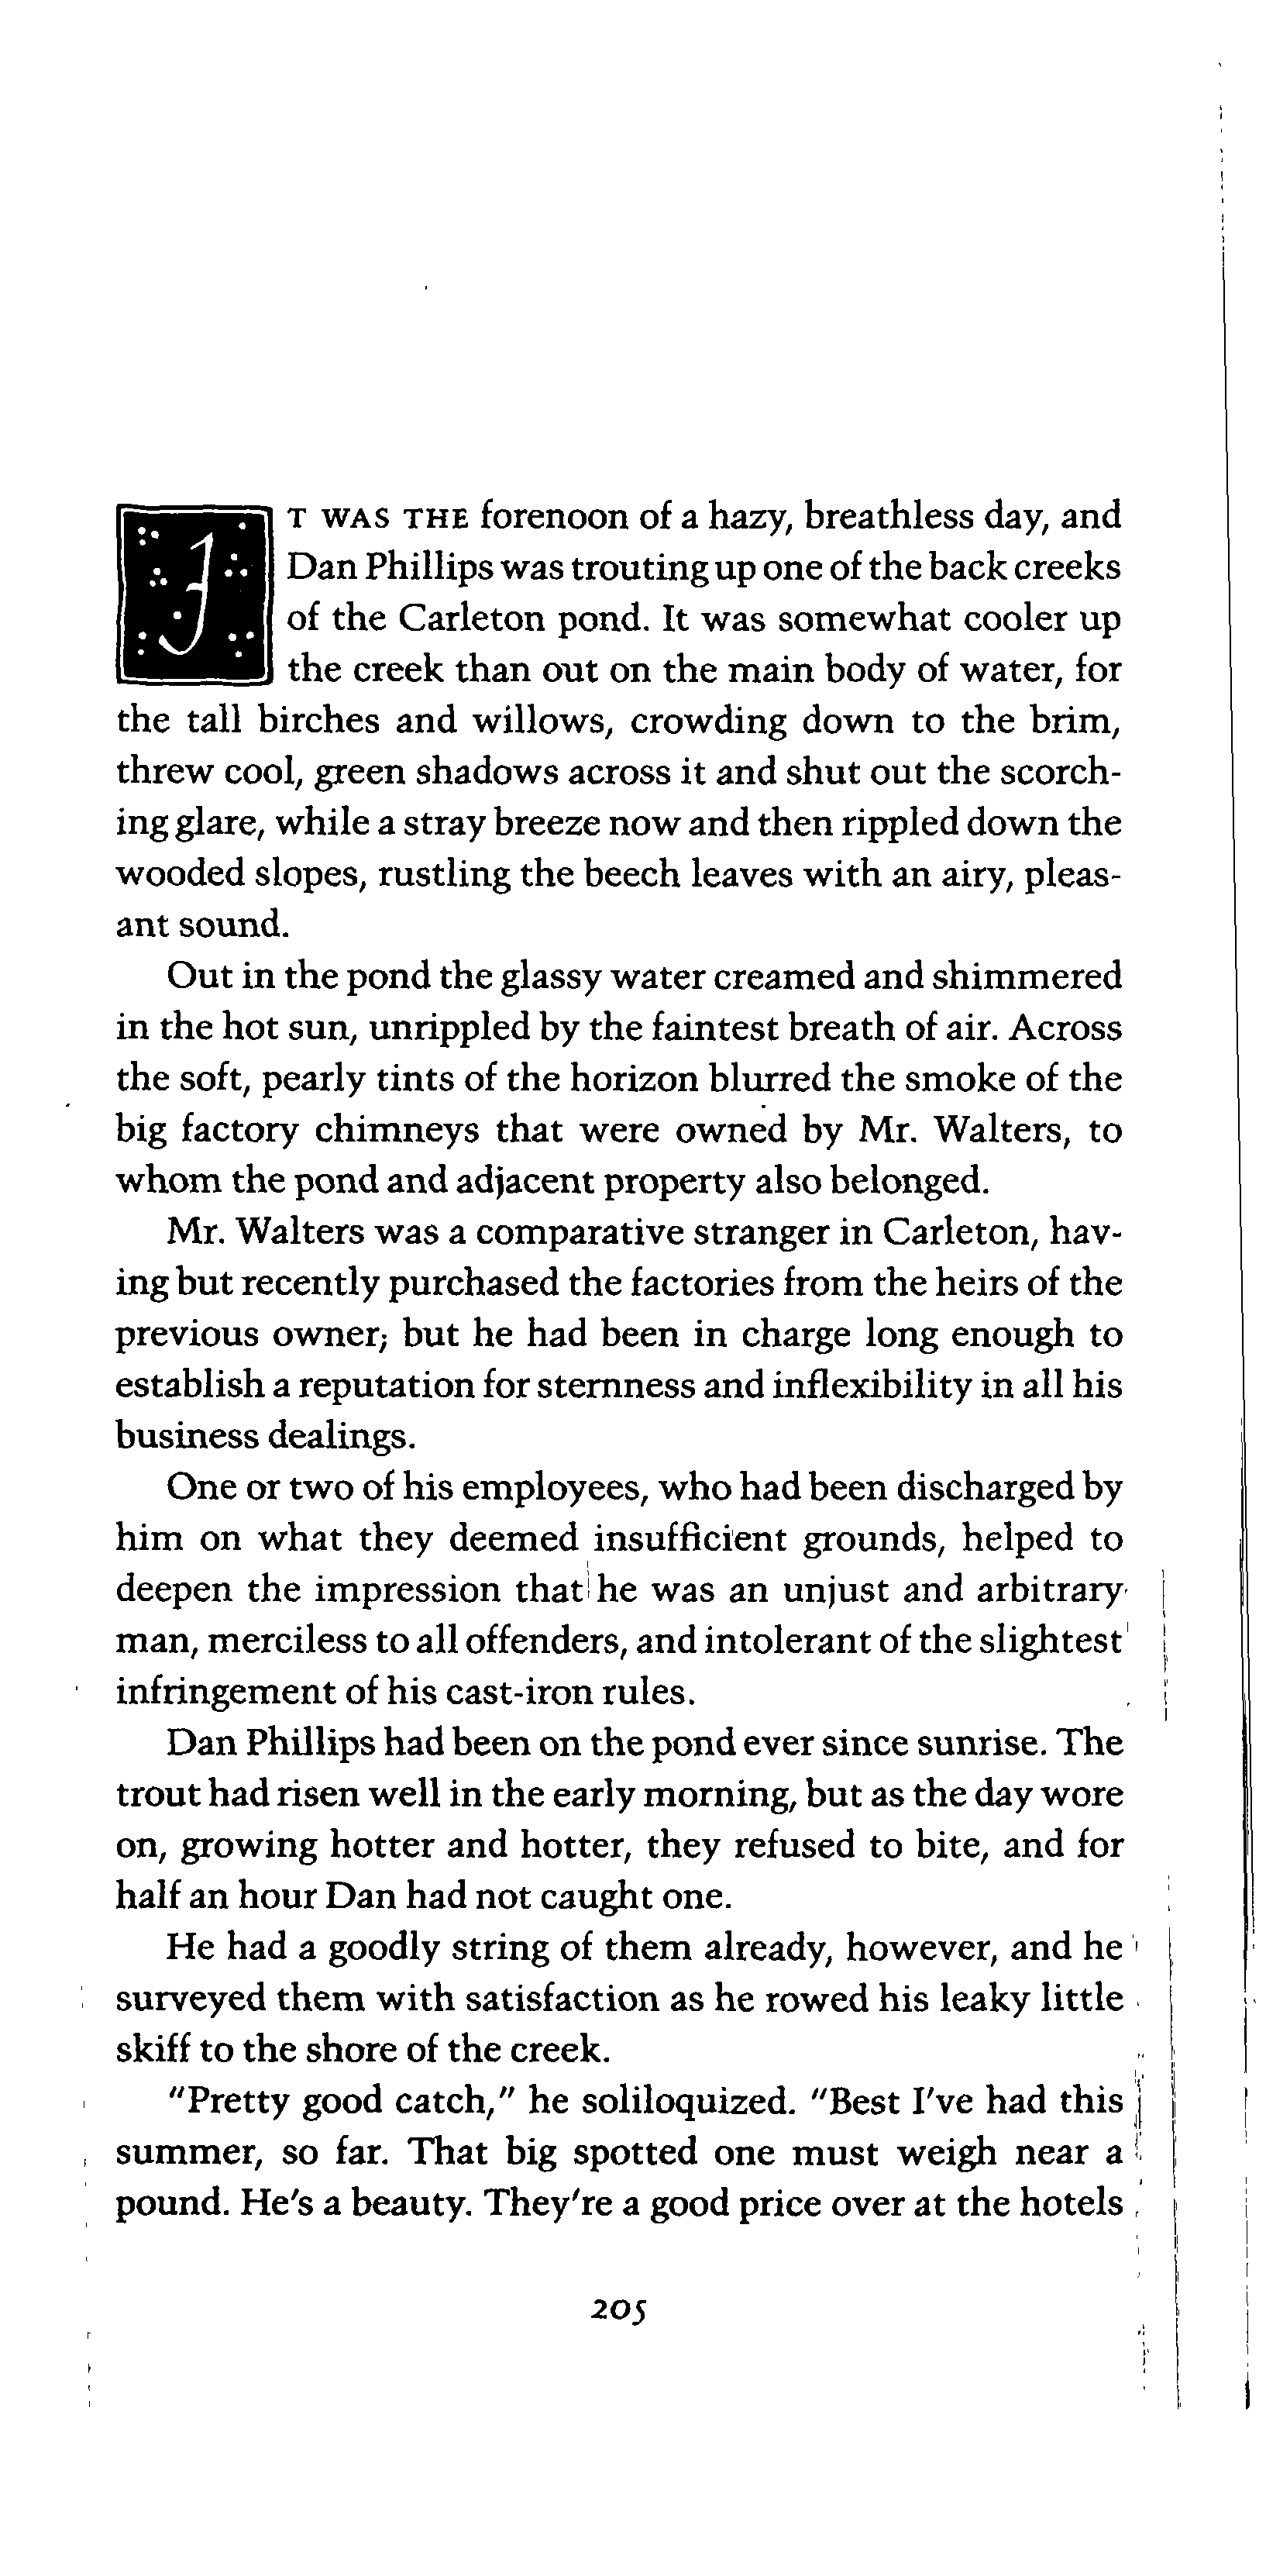 IT WAS THE forenoon of a hazy, breathless day, and
Dan Phillips was trouting up one of the back creeks
of the Carleton pond. It was somewhat cooler up
the creek than out on the main body of water, for
the tall birches and willows, crowding down to the brim,
threw cool, green shadows across it and shut out the scorch-
ing glare, while a stray breeze now and then rippled down the
wooded slopes, rustling the beech leaves with an airy, pleas-
ant sound.
Out in the pond the glassy water creamed and shimmered
in the hot sun, unrippled by the faintest breath of air. Across
the soft, pearly tints of the horizon blurred the smoke of the
big factory chimneys that were owned by Mr. Walters, to
whom the pond and adjacent property also belonged.
Mr. Walters was a comparative stranger in Carleton, hav-
ing but recently purchased the factories from the heirs of the
previous owner; but he had been in charge long enough to
establish a reputation for sternness and inflexibility in all his
business dealings.
One or two of his employees, who had been discharged by
him on what they deemed insufficient grounds, helped to
deepen the impression that he was an unjust and arbitrary
man, merciless to all offenders, and intolerant of the slightest
infringement of his cast-iron rules.
Dan Phillips had been on the pond ever since sunrise. The
trout had risen well in the early morning, but as the day wore
on, growing hotter and hotter, they refused to bite, and for
half an hour Dan had not caught one.
He had a goodly string of them already, however, and he
surveyed them with satisfaction as he rowed his leaky little
skiff to the shore of the creek.
"Pretty good catch," he soliloquized. "Best I've had this
summer, so far. That big spotted one must weigh near a
pound. He's a beauty. They're a good price over at the hotels
205